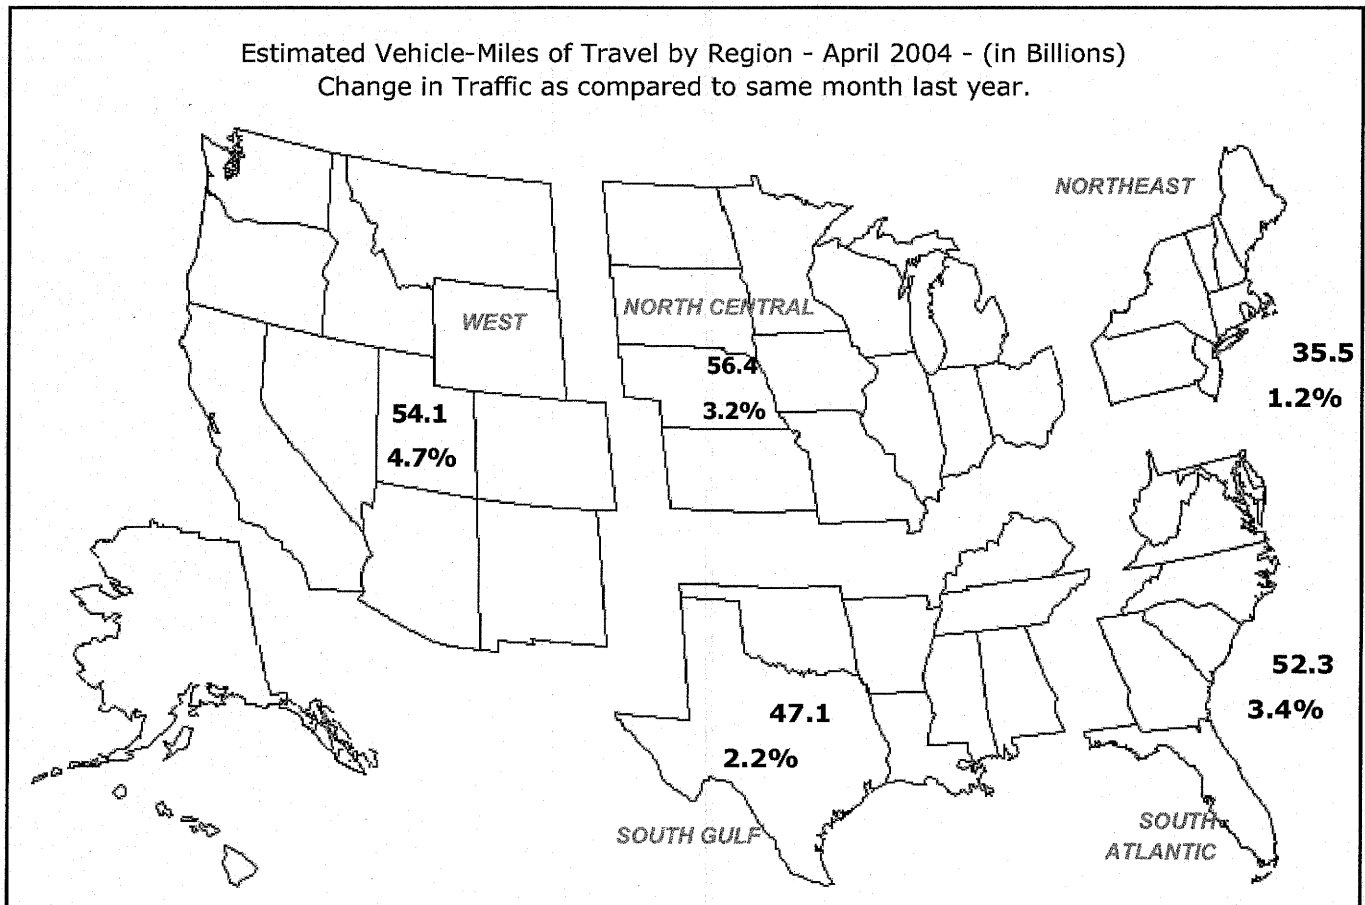 Estimated Vehicle-Miles of Travel by Region - April 2004 - (in Billions)
Change in Traffic as compared to same month last year.
NORTHEAST
NORTH CENTRAL
WEST
35.5
56.4
1.2%
3.2%
54.1
4.7%
52.3
3.4%
47.1
2.2%
SOUTH GULF
SOUTH
ATLANTIC